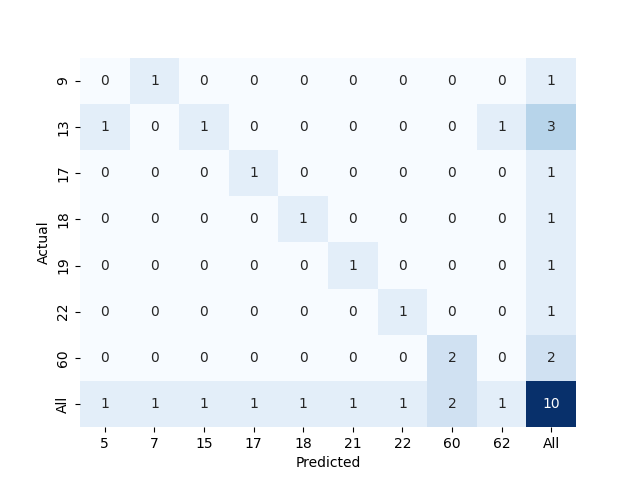 9 0 1 0 0 0 0 0 0 0 1
13 1 0 1 0 0 0 0 0 1 3
17 0 0 0 1 0 0 0 0 0 1
18 0 0 0 0 1 0 0 0 0 1
Actual
19 0 0 0 0 0 1 0 0 0 1
22 0 0 0 0 0 0 1 0 0 1
60 0 0 0 0 0 0 0 2 0 2
All 1 1 1 1 1 1 1 2 1 10
5 7 15 17 18 21 22 60 62 All
Predicted